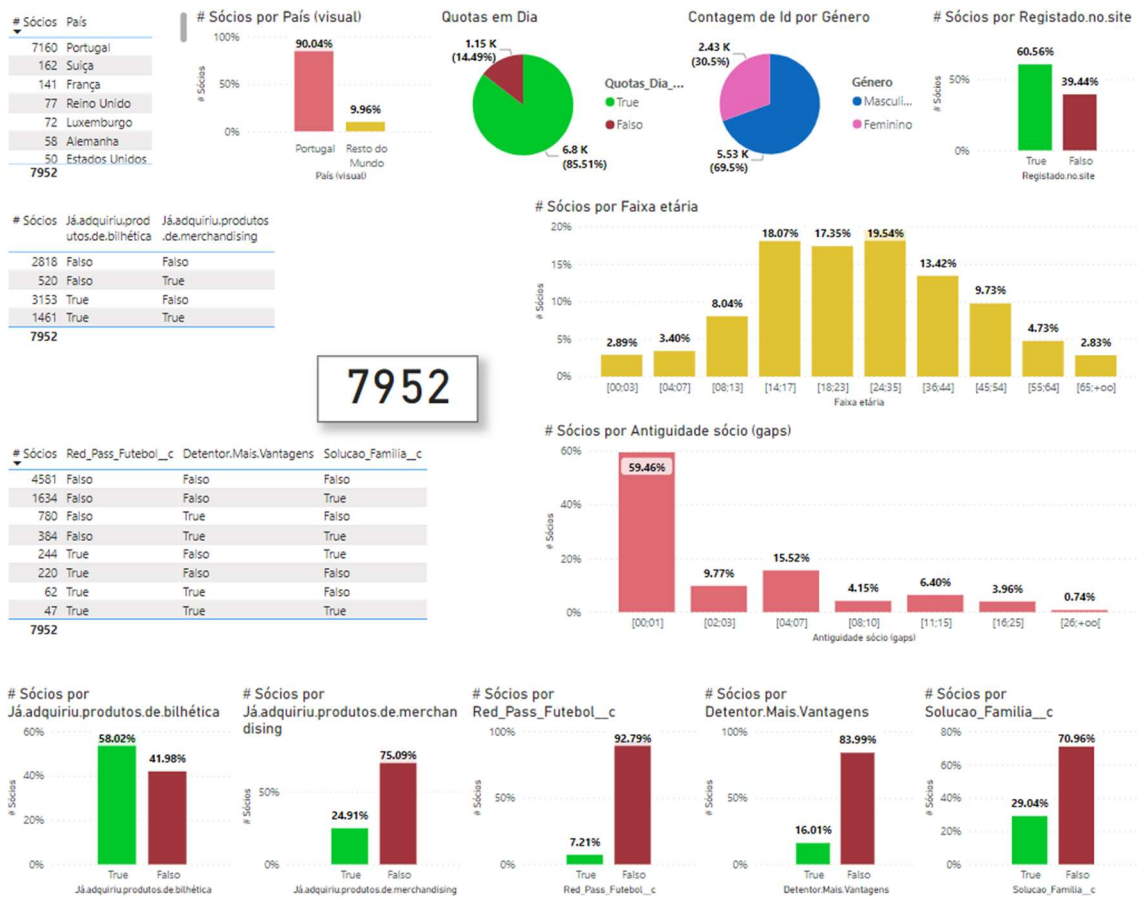 # Sócios País
7160 Portugal
162 Suiça
141 França
77 Reino Unido
72 Luxemburgo
58 Alemanha
50 Estados Unidos
7952
# Sócios por País (visual)
100%
50%
0%
# Sócios
90.04%
9.96%
Portugal
Resto do
Mundo
País (visual)
Quotas em Dia
1.15 K
(14.49%)
6.8 K
(85.51%)
Quotas_Dia_...
True
Falso
Contagem de Id por Género
2.43 K
(30.5%)
5.53 K
(69.5%)
Género
Masculi...
Feminino
# Sócios por Registado.no.site
50%
0%
# Sócios
60.56%
39.44%
True Falso
Registado.no.site
# Sócios Já.adquiriu.prod Já.adquiriu.produtos
utos.de.bilhética .de.merchandising
2818 Falso Falso
520 Falso True
3153 True Falso
1461 True True
7952
# Sócios por Faixa etária
20%
15%
10%
5%
0%
# Sócios
2.89% 3.40% 8.04% 18.07% 17.35% 19.54% 13.42% 9.73% 4.73% 2.83%
[00;03] [04;07] [08;13] [14;17] [18;23] [24;35] [36;44] [45;54] [55;64] [65;+oo]
Faixa etária
7952
# Sócios Red_Pass_Futebol__c Detentor.Mais.Vantagens Solucao_Familia__c
4581 Falso Falso Falso
1634 Falso Falso True
780 Falso True Falso
384 Falso True True
244 True Falso True
220 True Falso Falso
62 True True Falso
47 True True True
7952
# Sócios por Antiguidade sócio (gaps)
60%
40%
20%
0%
# Sócios
59.46% 9.77% 15.52% 4.15% 6.40% 3.96% 0.74%
[00;01] [02;03] [04;07] [08;10] [11;15] [16;25] [26;+oo[
Antiguidade sócio (gaps)
# Sócios por
Já.adquiriu.produtos.de.bilhética
60%
40%
20%
0%
# Sócios
58.02%
41.98%
True Falso
Já.adquiriu.produtos.de.bilhética
# Sócios por
Já.adquiriu.produtos.de.merchan
dising
50%
0%
# Sócios
24.91%
75.09%
True Falso
Já.adquiriu.produtos.de.merchandising
# Sócios por
Red_Pass_Futebol__c
100%
50%
0%
# Sócios
7.21%
92.79%
True Falso
Red_Pass_Futebol__c
# Sócios por
Detentor.Mais.Vantagens
100%
50%
0%
# Sócios
16.01%
83.99%
True Falso
Detentor.Mais.Vantagens
# Sócios por
Solucao_Familia__c
80%
60%
40%
20%
0%
# Sócios
29.04%
70.96%
True Falso
Solucao_Familia__c